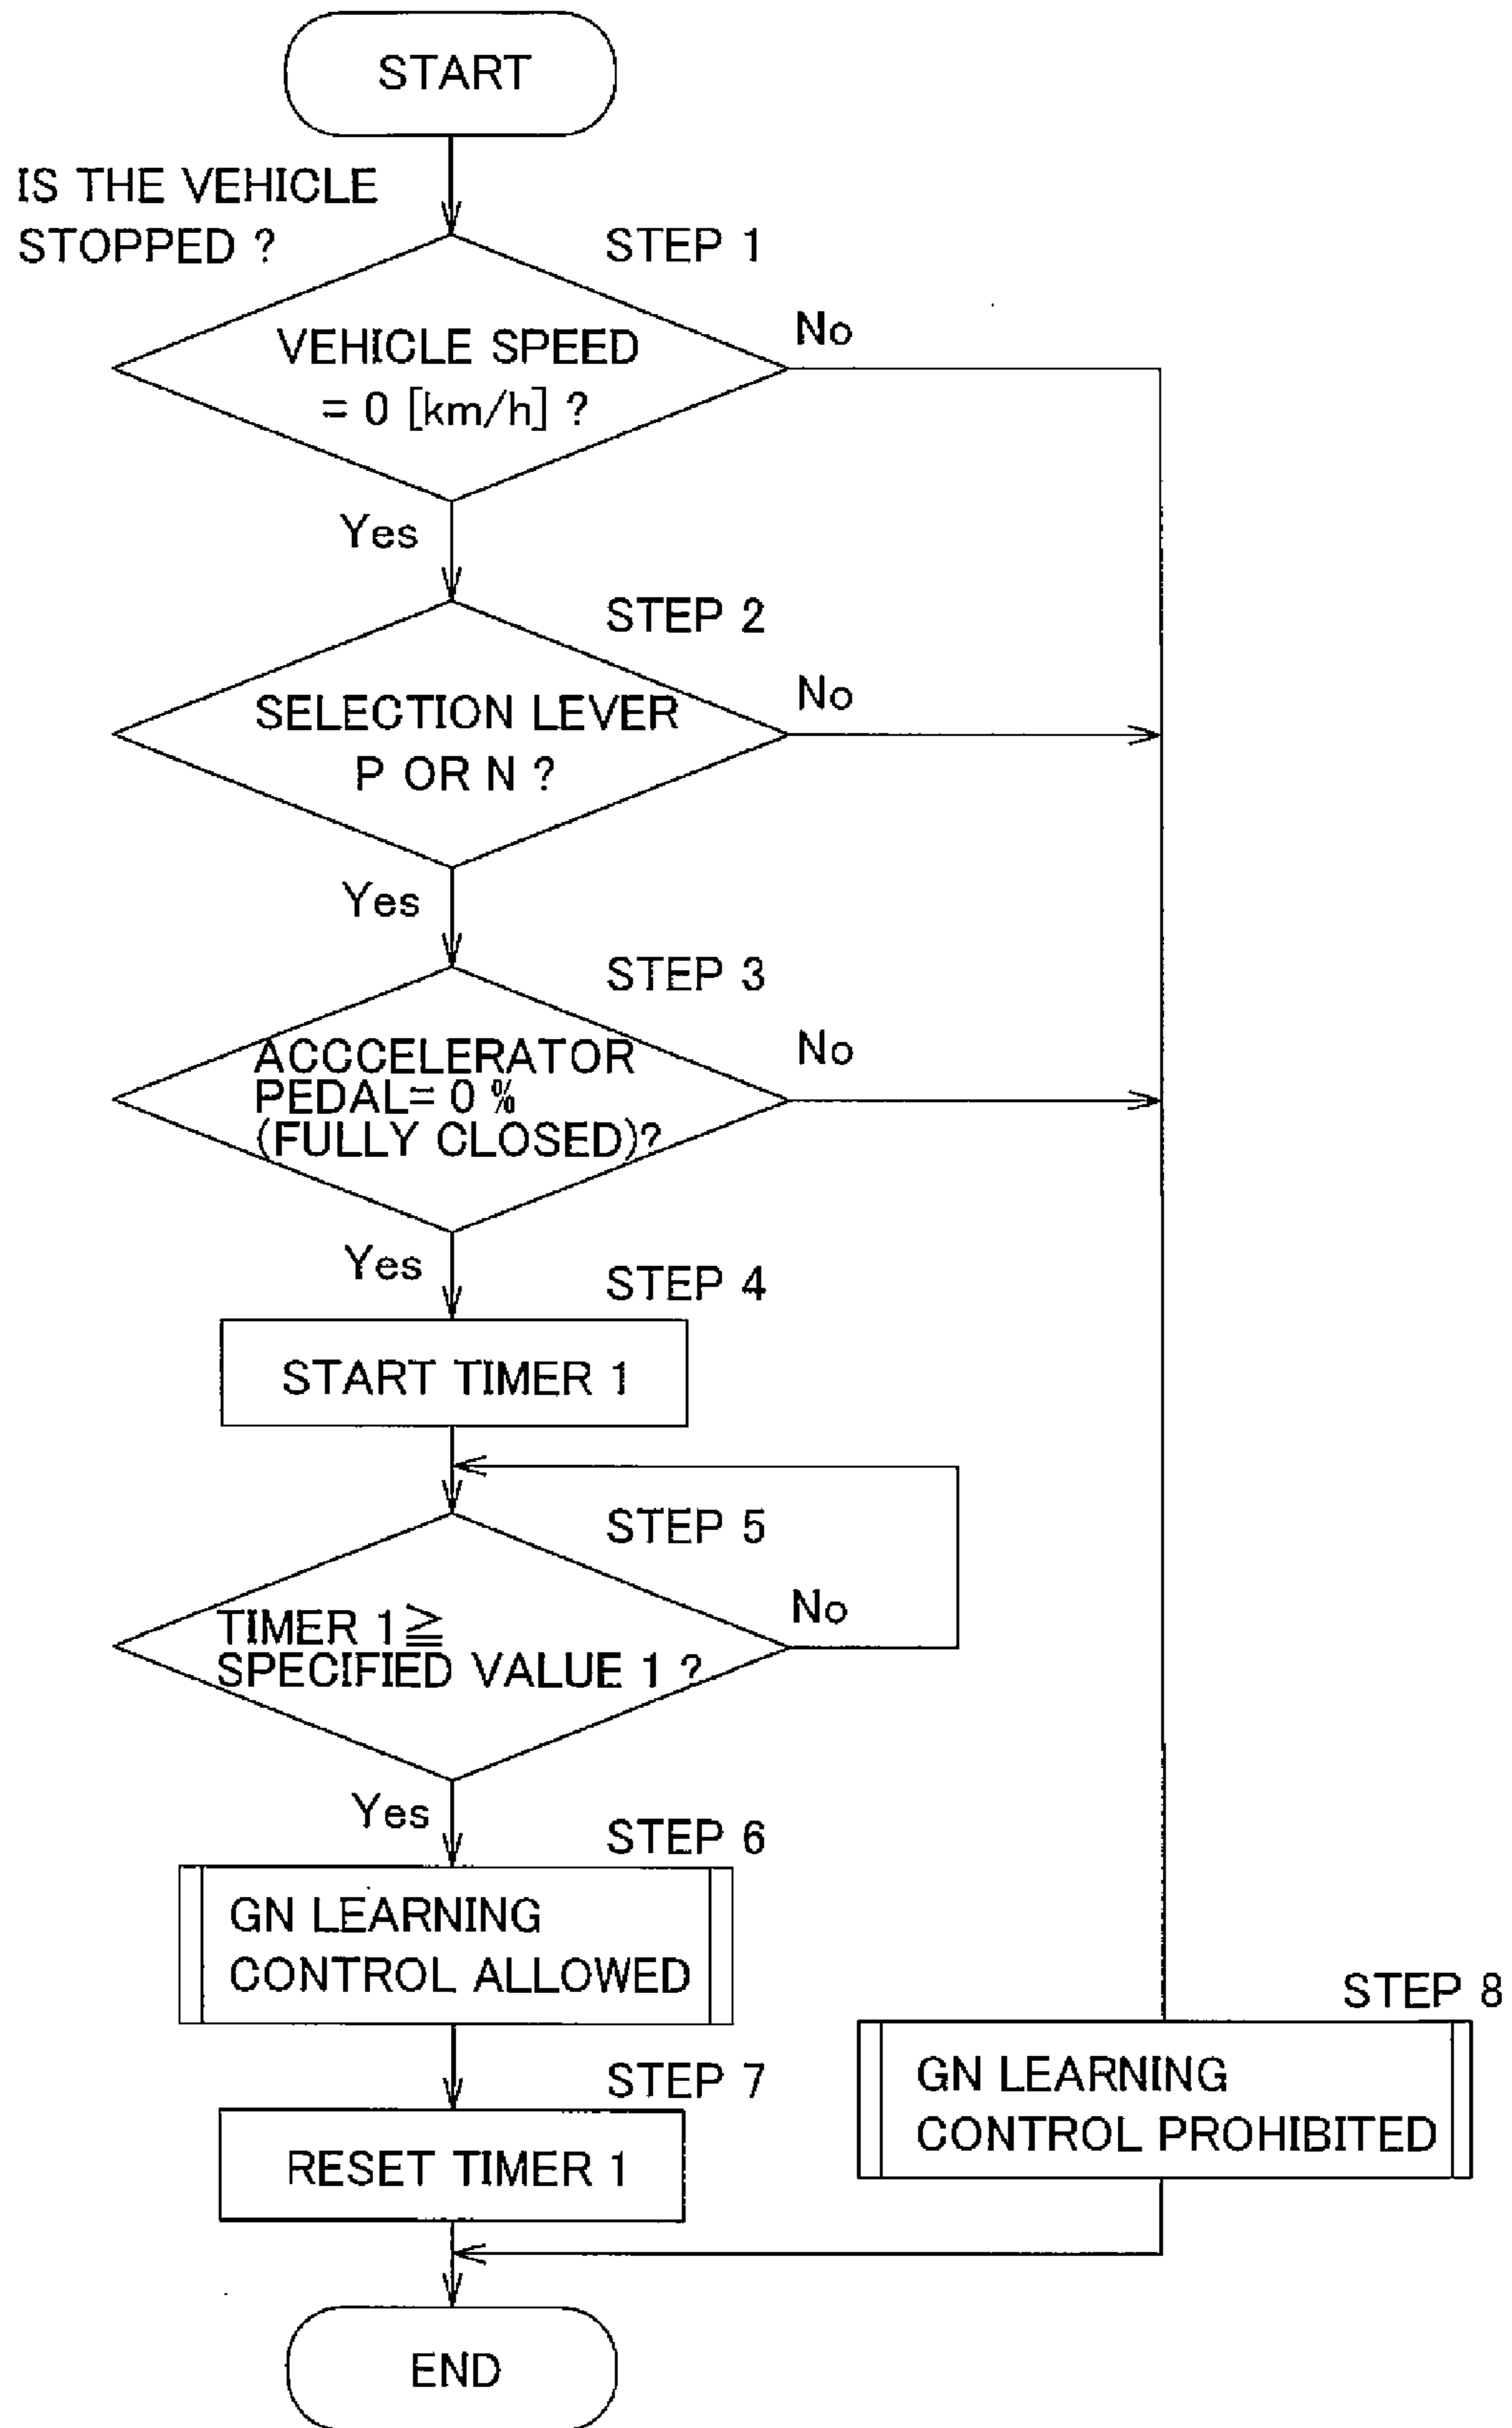 START
IS THE VEHICLE
STOPPED ?
STEP 1
VEHICLE SPEED
= 0 [km/h] ?
No
Yes
STEP 2
SELECTION LEVER
P OR N ?
No
Yes
STEP 3
ACCCELERATOR
PEDAL= 0 %
(FULLY CLOSED)?
No
Yes
STEP 4
START TIMER 1
STEP 5
TIMER 1≧
SPECIFIED VALUE 1 ?
No
Yes
STEP 6
GN LEARNING
CONTROL ALLOWED
STEP 7
RESET TIMER 1
STEP 8
GN LEARNING
CONTROL PROHIBITED
END